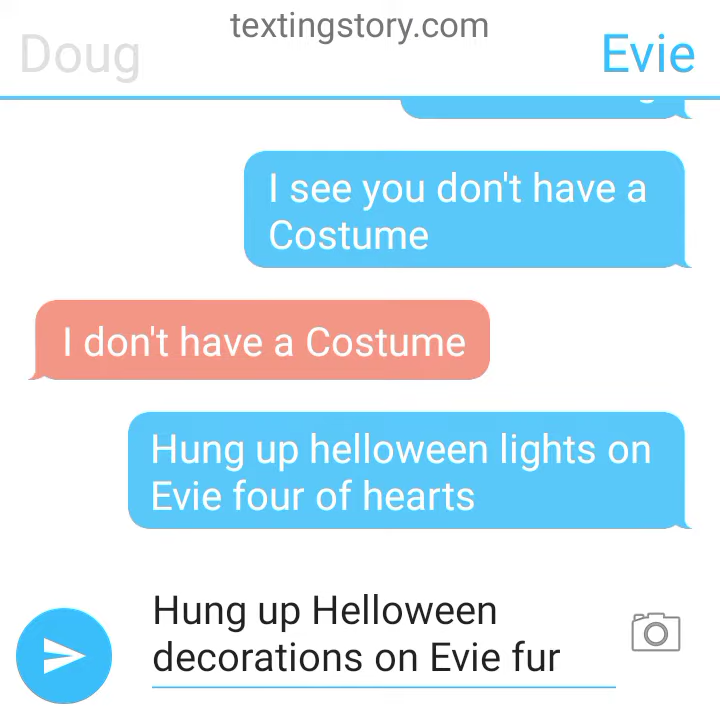 textingstory.com
Doug
Evie
I see you don't have a
Costume
I don't have a Costume
Hung up helloween lights on
Evie four of hearts
Hung up Helloween
decorations on Evie fur